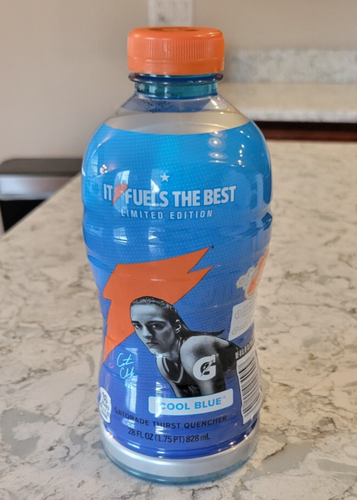 IT FUELS THE BEST
LIMITED EDITION
G
COOL BLUE
GATORADE THIRST QUENCHER
28 FL OZ (1.75 PT) 828 mL